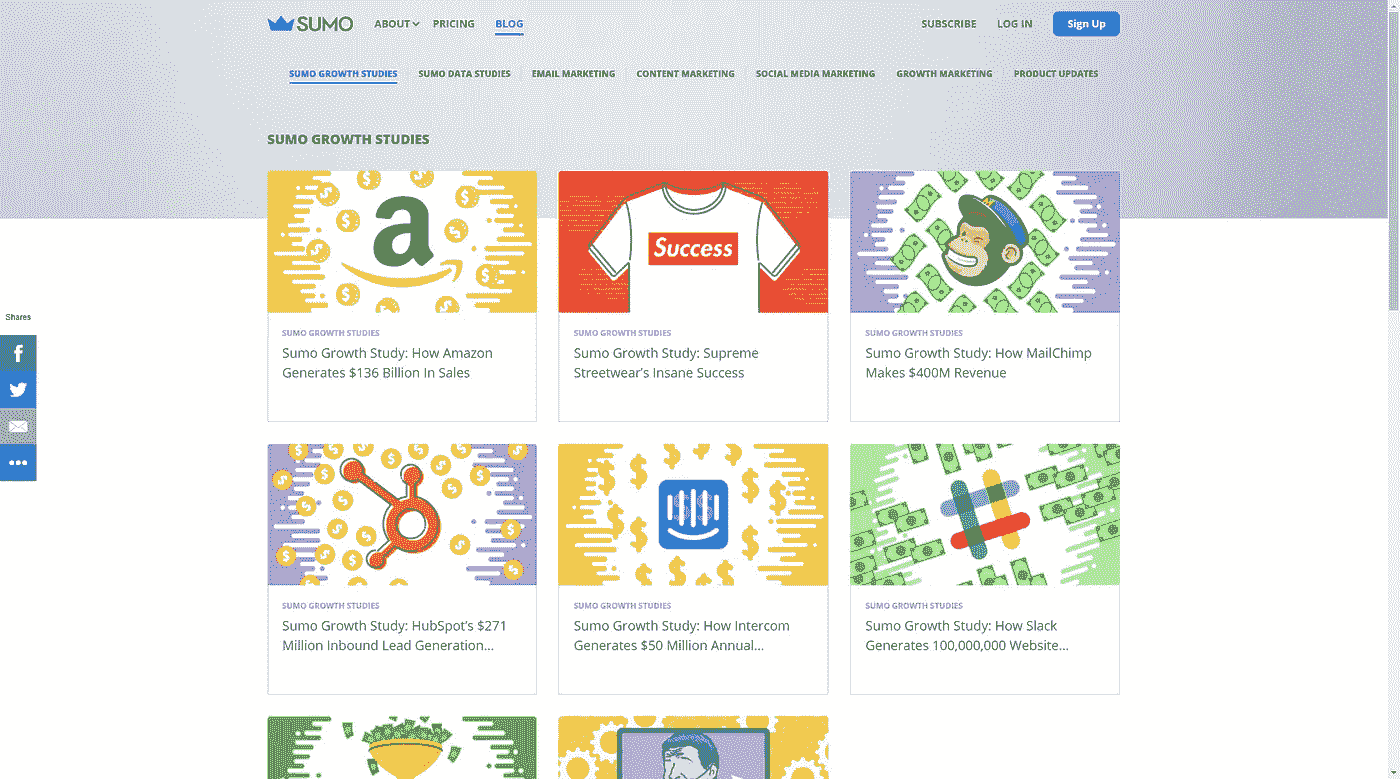 SUMO ABOUT PRICING BLOG SUBSCRIBE LOG IN Sign Up
SUMO GROWTH STUDIES SUMO DATA STUDIES EMAIL MARKETING CONTENT MARKETING SOCIAL MEDIA MARKETING GROWTH MARKETING PRODUCT UPDATES
SUMO GROWTH STUDIES
a
Success
Shares
SUMO GROWTH STUDIES
Sumo Growth Study: How Amazon
Generates $136 Billion In Sales
SUMO GROWTH STUDIES
Sumo Growth Study: Supreme
Streetwear's Insane Success
SUMO GROWTH STUDIES
Sumo Growth Study: How MailChimp
Makes $400M Revenue
SUMO GROWTH STUDIES
Sumo Growth Study: HubSpot's $271
Million Inbound Lead Generation...
SUMO GROWTH STUDIES
Sumo Growth Study: How Intercom
Generates $50 Million Annual...
SUMO GROWTH STUDIES
Sumo Growth Study: How Slack
Generates 100,000,000 Website...